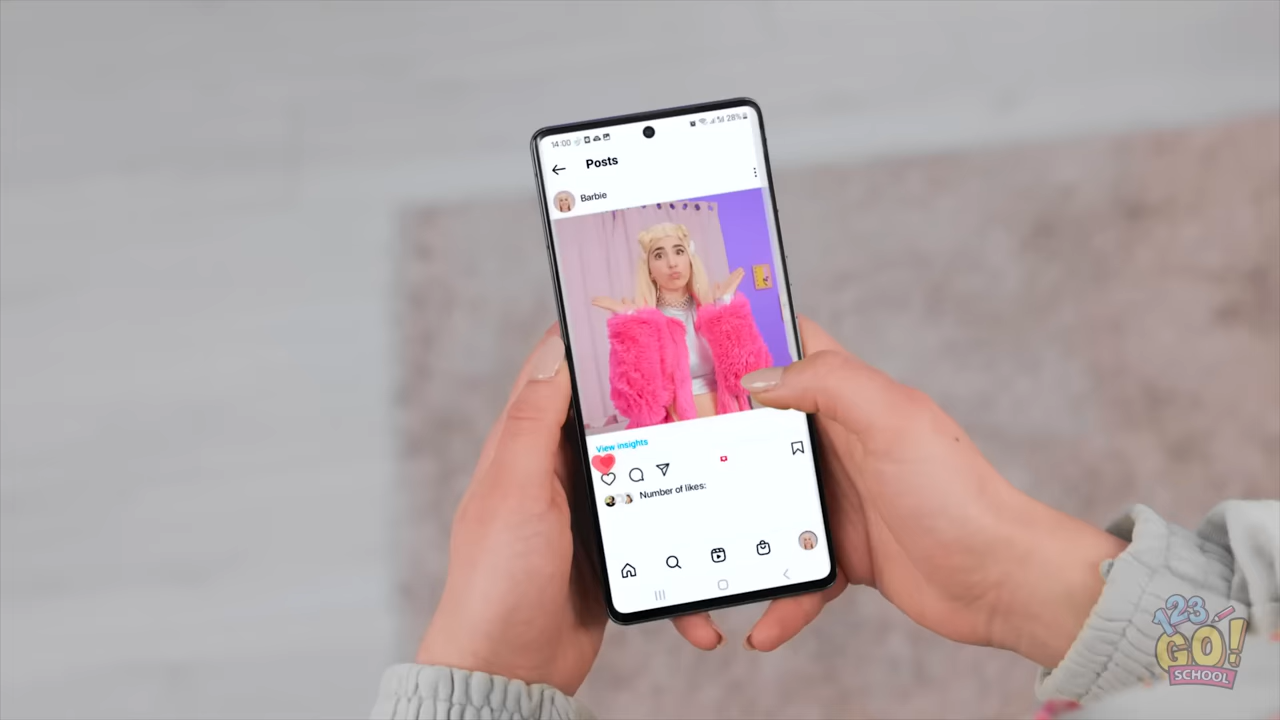 14:00
28%
Posts
Barbie
View insights
Number of likes:
123
GO!
SCHOOL